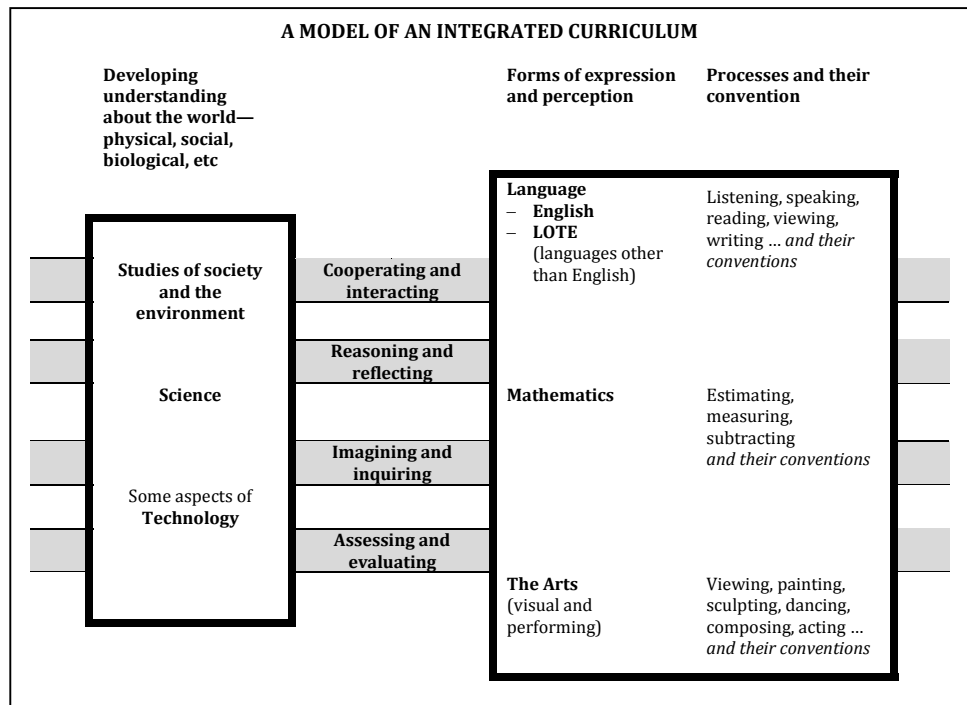 A MODEL OF AN INTEGRATED CURRICULUM
Developing
understanding
about the world—
physical, social,
biological, etc
Forms of expression
and perception
Processes and their
convention
Studies of society
and the
environment
Science
Some aspects of
Technology
Cooperating and
interacting
Reasoning and
reflecting
Imagining and
inquiring
Assessing and
evaluating
Language
– English
– LOTE
(languages other
than English)
Listening, speaking,
reading, viewing,
writing … and their
conventions
Mathematics
Estimating,
measuring,
subtracting
and their conventions
The Arts
(visual and
performing)
Viewing, painting,
sculpting, dancing,
composing, acting …
and their conventions